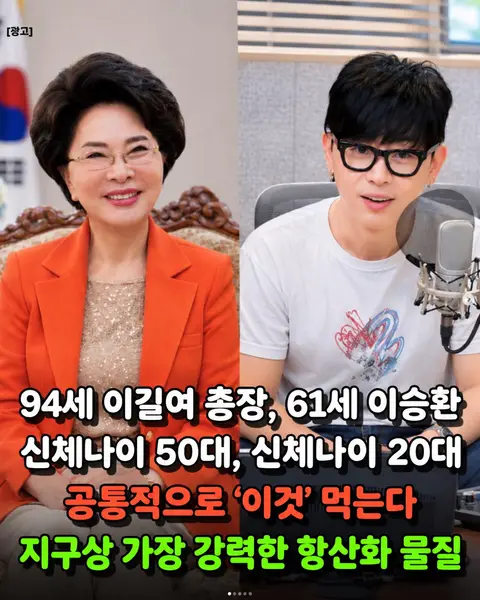 [광고]
94세 이길여 총장, 61세 이승환
신체나이 50대, 신체나이 20대
공통적으로 ‘이것’ 먹는다
지구상 가장 강력한 항산화 물질